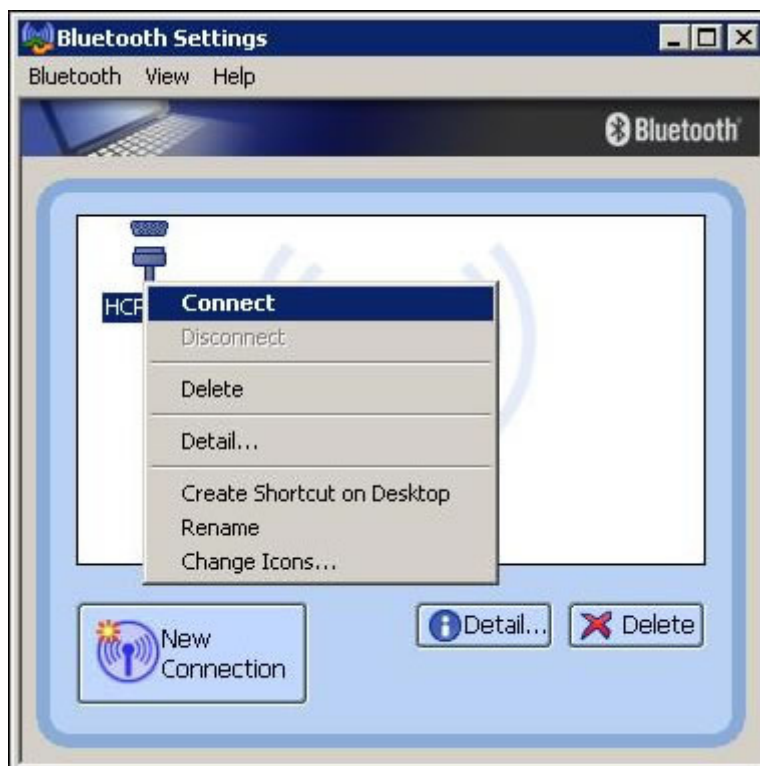 Bluetooth Settings
Bluetooth View Help
Bluetooth
Connect
Disconnect
Delete
Detail...
Create Shortcut on Desktop
Rename
Change Icons...
New
Connection
Detail...
Delete